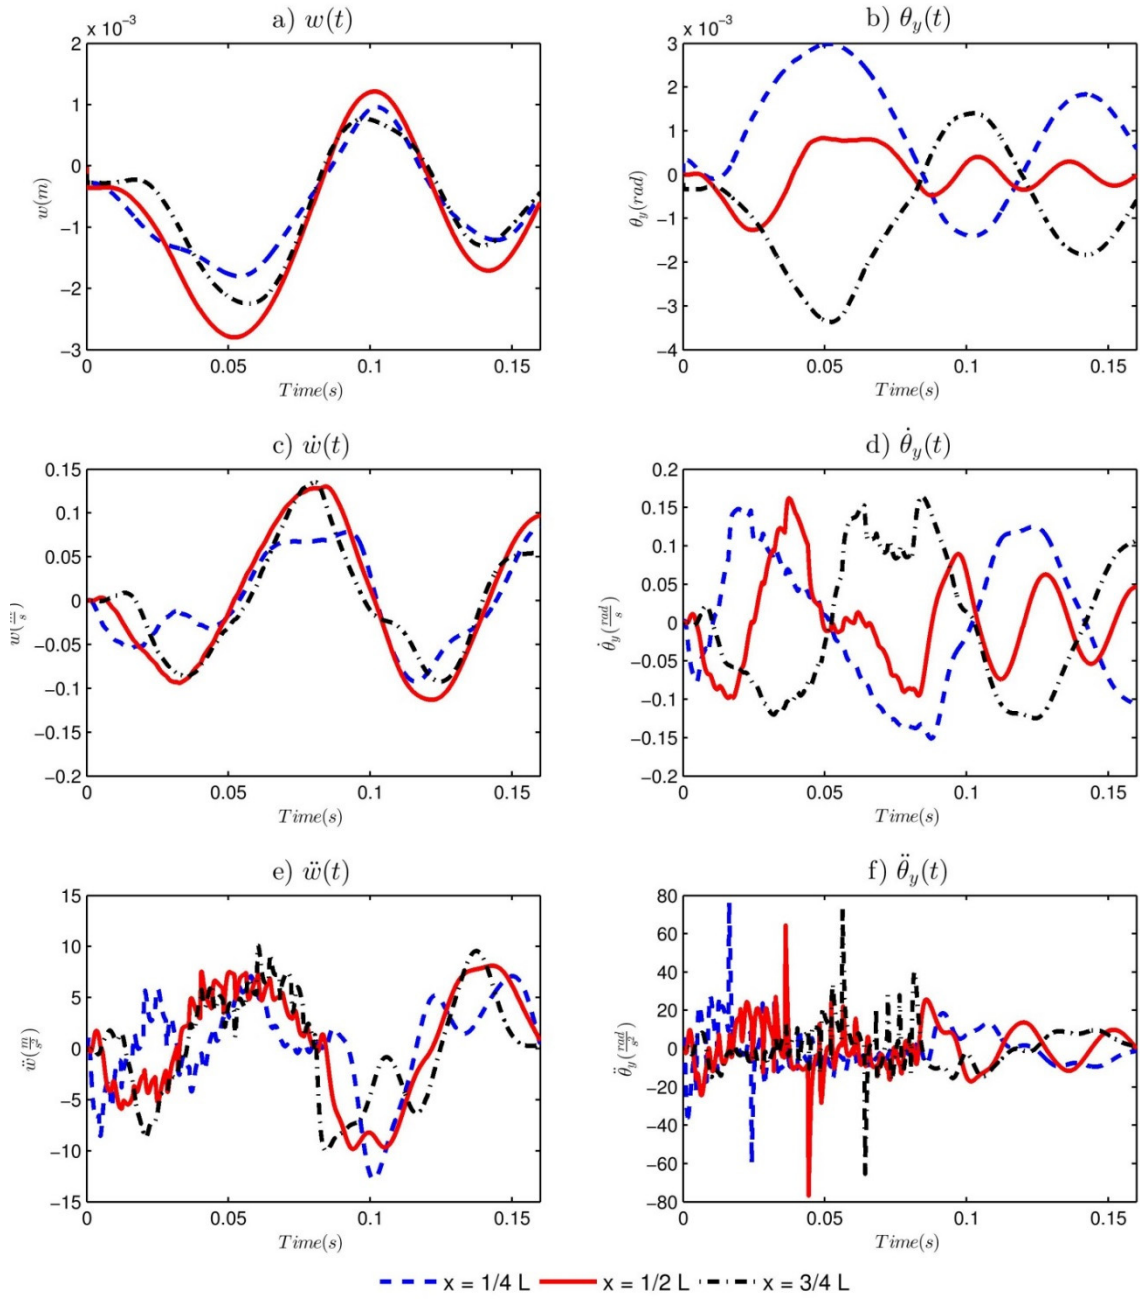 a) w(t)
x 10⁻³
2
1
0
−1
−2
−3
w(m)
0 0.05 0.1 0.15
Time(s)
b) θ_y(t)
x 10⁻³
3
2
1
0
−1
−2
−3
−4
θ_y(rad)
0 0.05 0.1 0.15
Time(s)
c) ẇ(t)
0.15
0.1
0.05
0
−0.05
−0.1
−0.15
−0.2
0 0.05 0.1 0.15
Time(s)
d) θ̇_y(t)
0.2
0.15
0.1
0.05
0
−0.05
−0.1
−0.15
−0.2
θ̇_y(rad/s)
0 0.05 0.1 0.15
Time(s)
e) ẅ(t)
15
10
5
0
−5
−10
−15
ẅ(m/s²)
0 0.05 0.1 0.15
Time(s)
f) θ̈_y(t)
80
60
40
20
0
−20
−40
−60
−80
θ̈_y(rad/s²)
0 0.05 0.1 0.15
Time(s)
x = 1/4 L x = 1/2 L x = 3/4 L